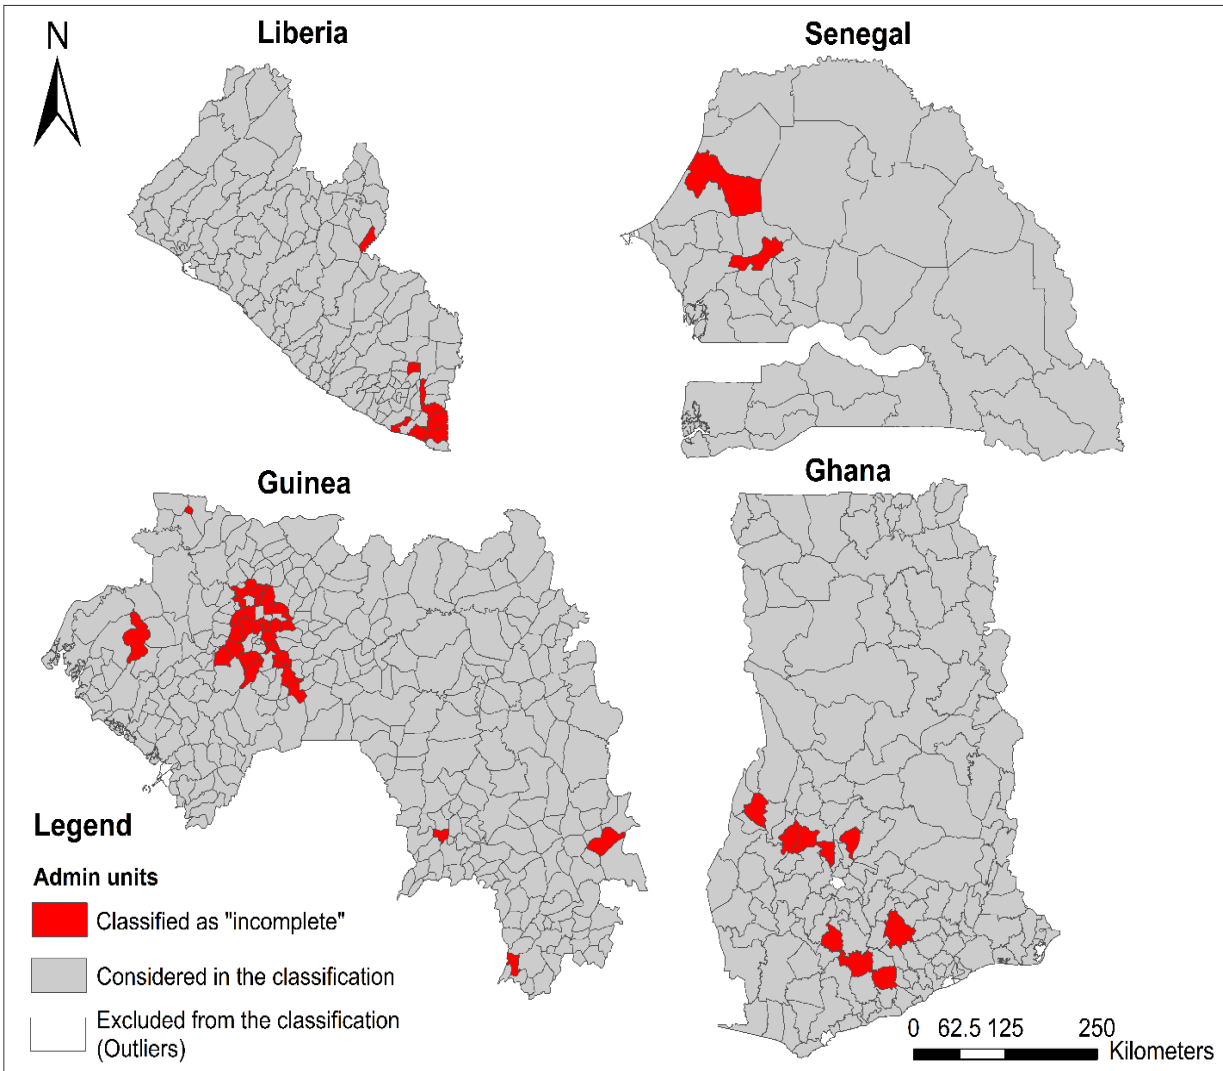 N
Liberia
Senegal
Guinea
Ghana
Legend
Admin units
Classified as "incomplete"
Considered in the classification
Excluded from the classification
(Outliers)
0 62.5 125 250
Kilometers